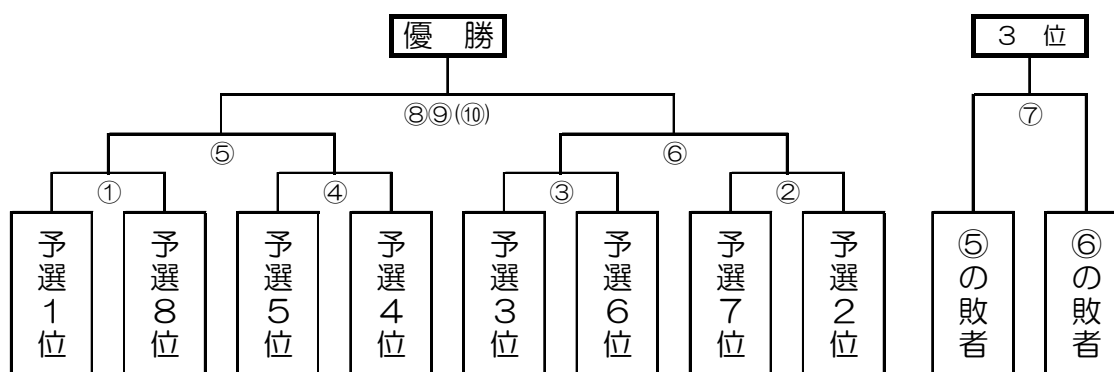 優　勝
３　位
⑧⑨(⑩)
⑦
⑤
⑥
①
④
③
②
予選１位
予選８位
予選５位
予選４位
予選３位
予選６位
予選７位
予選２位
⑤の敗者
⑥の敗者